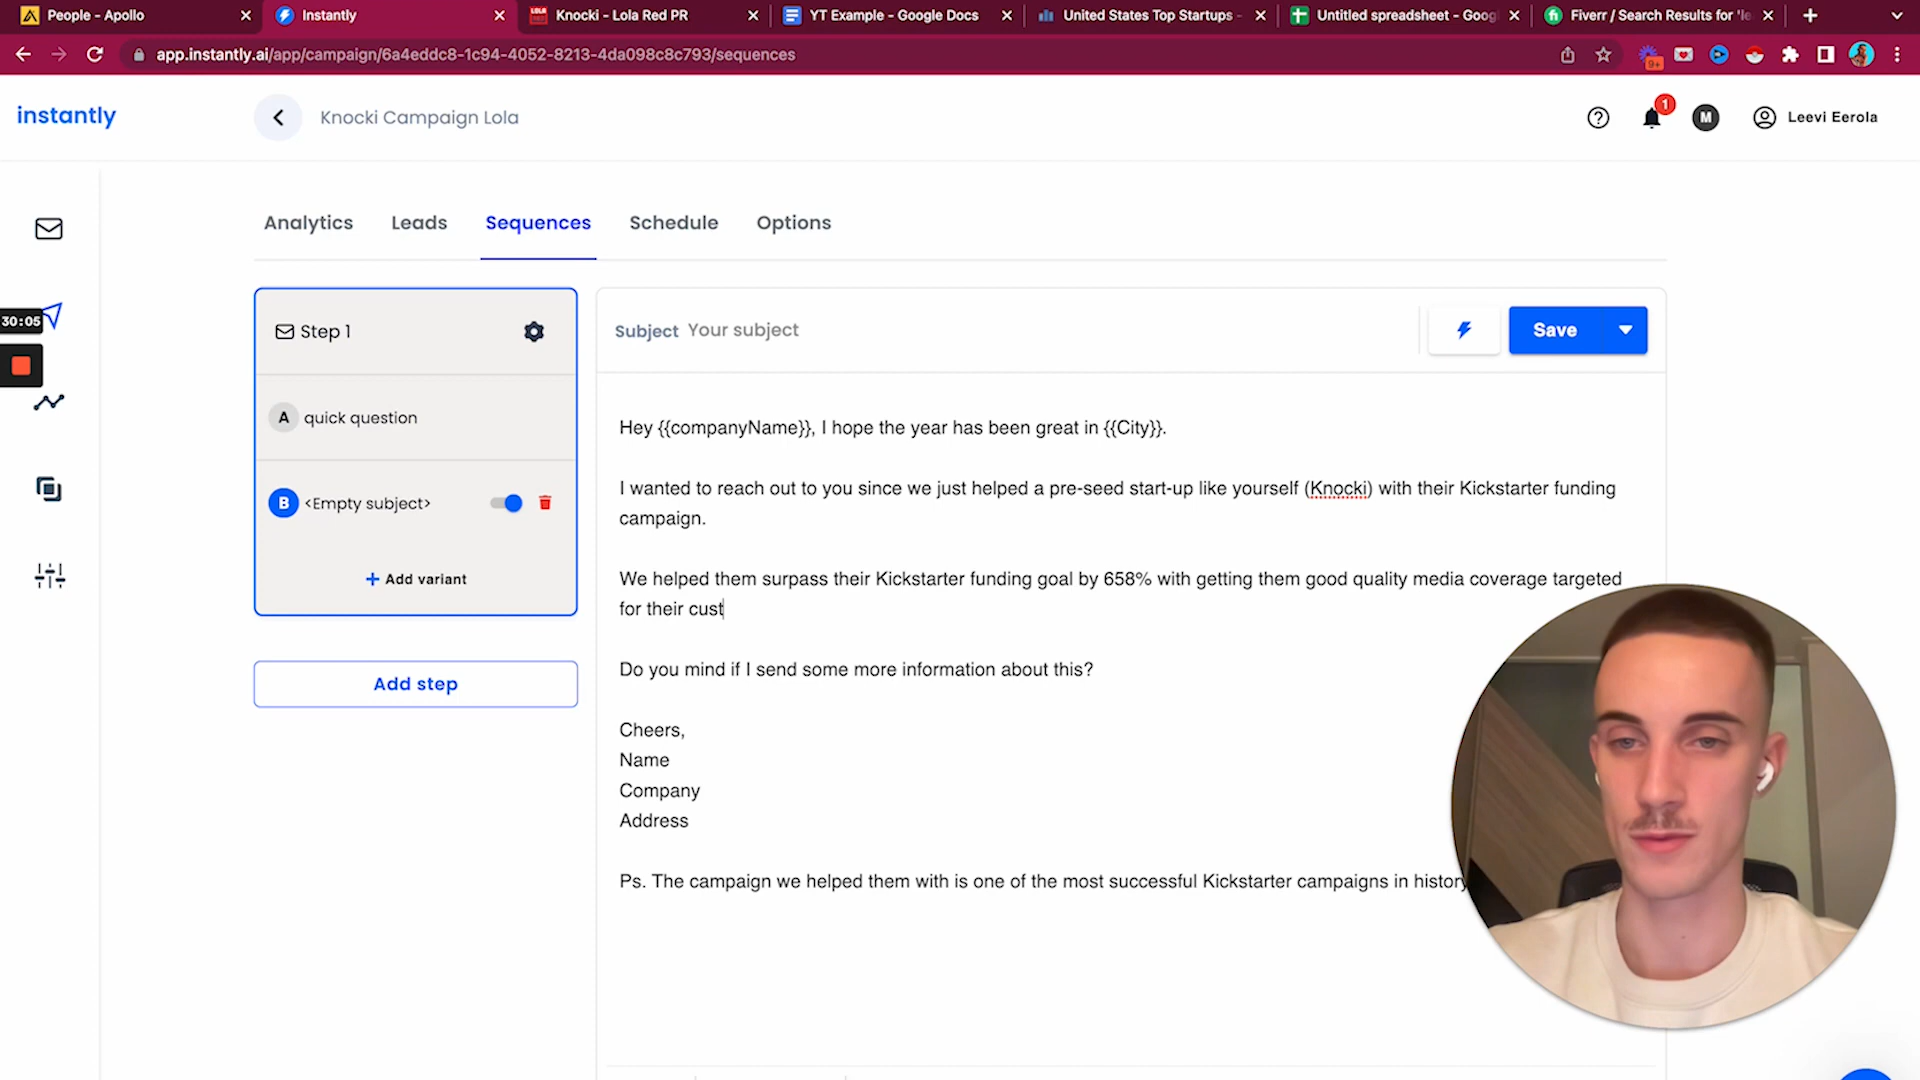 People - Apollo
Instantly
Knocki - Lola Red PR
YT Example - Google Docs
United States Top Startups -
Untitled spreadsheet - Goog
Fiverr / Search Results for 'le
app.instantly.ai/app/campaign/6a4eddc8-1c94-4052-8213-4da098c8c793/sequences
9+
instantly
Knocki Campaign Lola
1
M
Leevi Eerola
Analytics
Leads
Sequences
Schedule
Options
30:05
Step 1
A quick question
B <Empty subject>
+ Add variant
Add step
Subject Your subject
Save
Hey {{companyName}}, I hope the year has been great in {{City}}.
I wanted to reach out to you since we just helped a pre-seed start-up like yourself (Knocki) with their Kickstarter funding
campaign.
We helped them surpass their Kickstarter funding goal by 658% with getting them good quality media coverage targeted
for their cust
Do you mind if I send some more information about this?
Cheers,
Name
Company
Address
Ps. The campaign we helped them with is one of the most successful Kickstarter campaigns in history